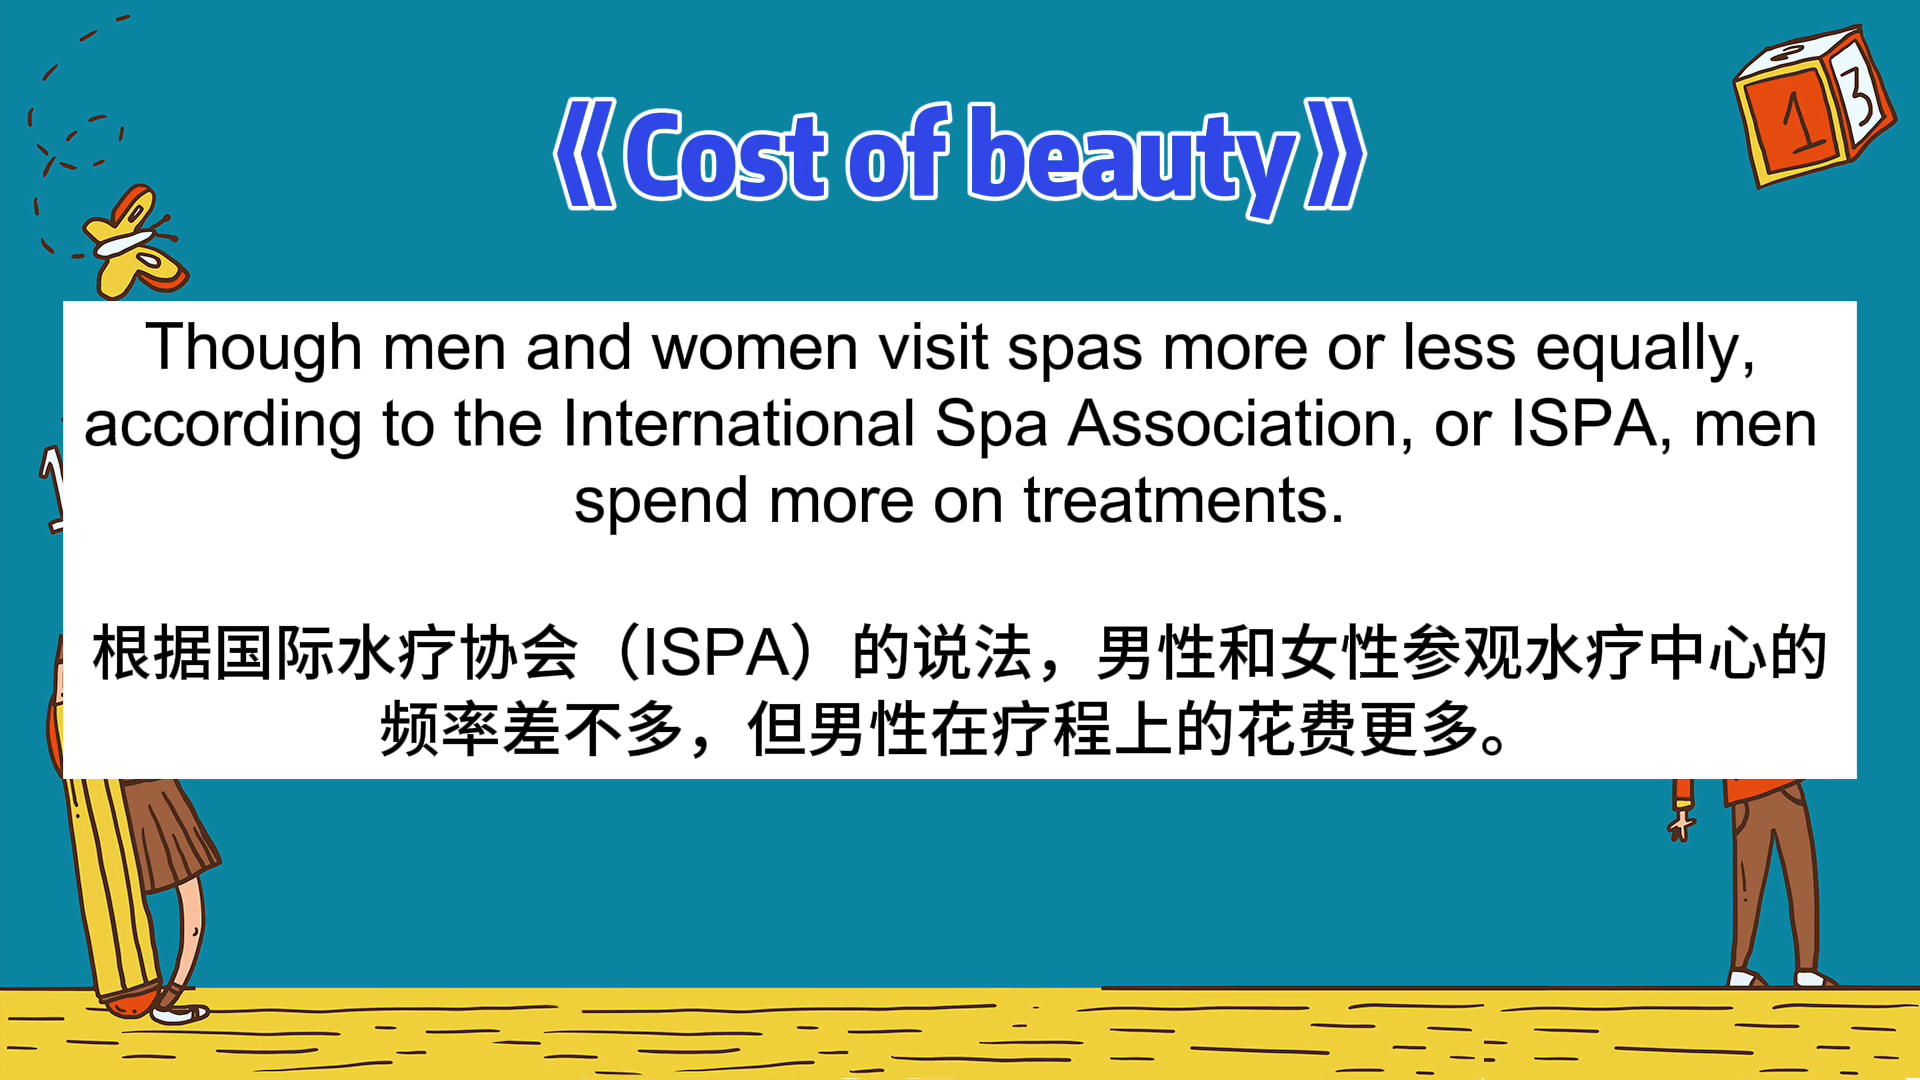 《Cost of beauty》
1
3
Though men and women visit spas more or less equally,
according to the International Spa Association, or ISPA, men
spend more on treatments.
根据国际水疗协会（ISPA）的说法，男性和女性参观水疗中心的
频率差不多，但男性在疗程上的花费更多。